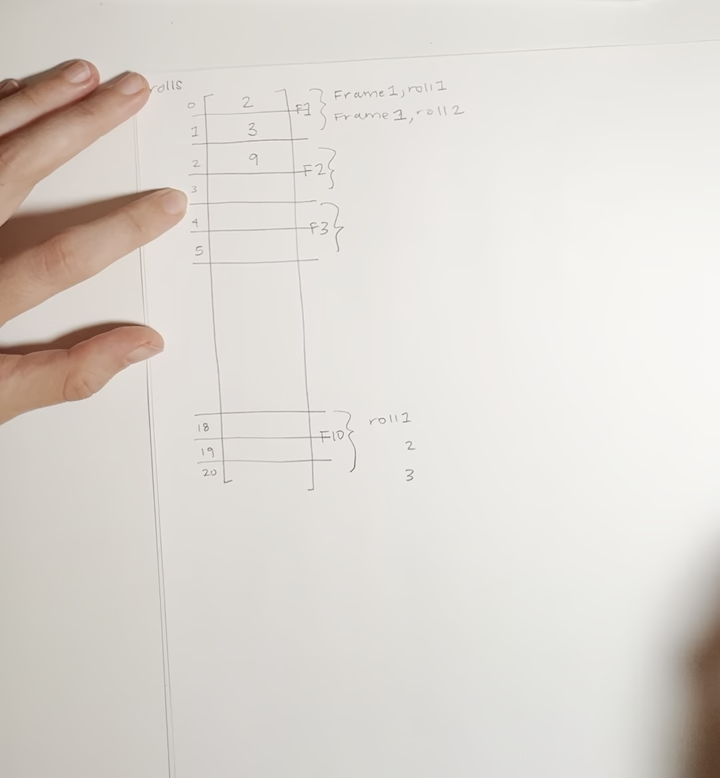 rolls
0 2 F1 Frame 1, roll 1
1 3 Frame 1, roll 2
2 9 F2
3
4 F3
5
18 F10 roll 1
19 2
20 3